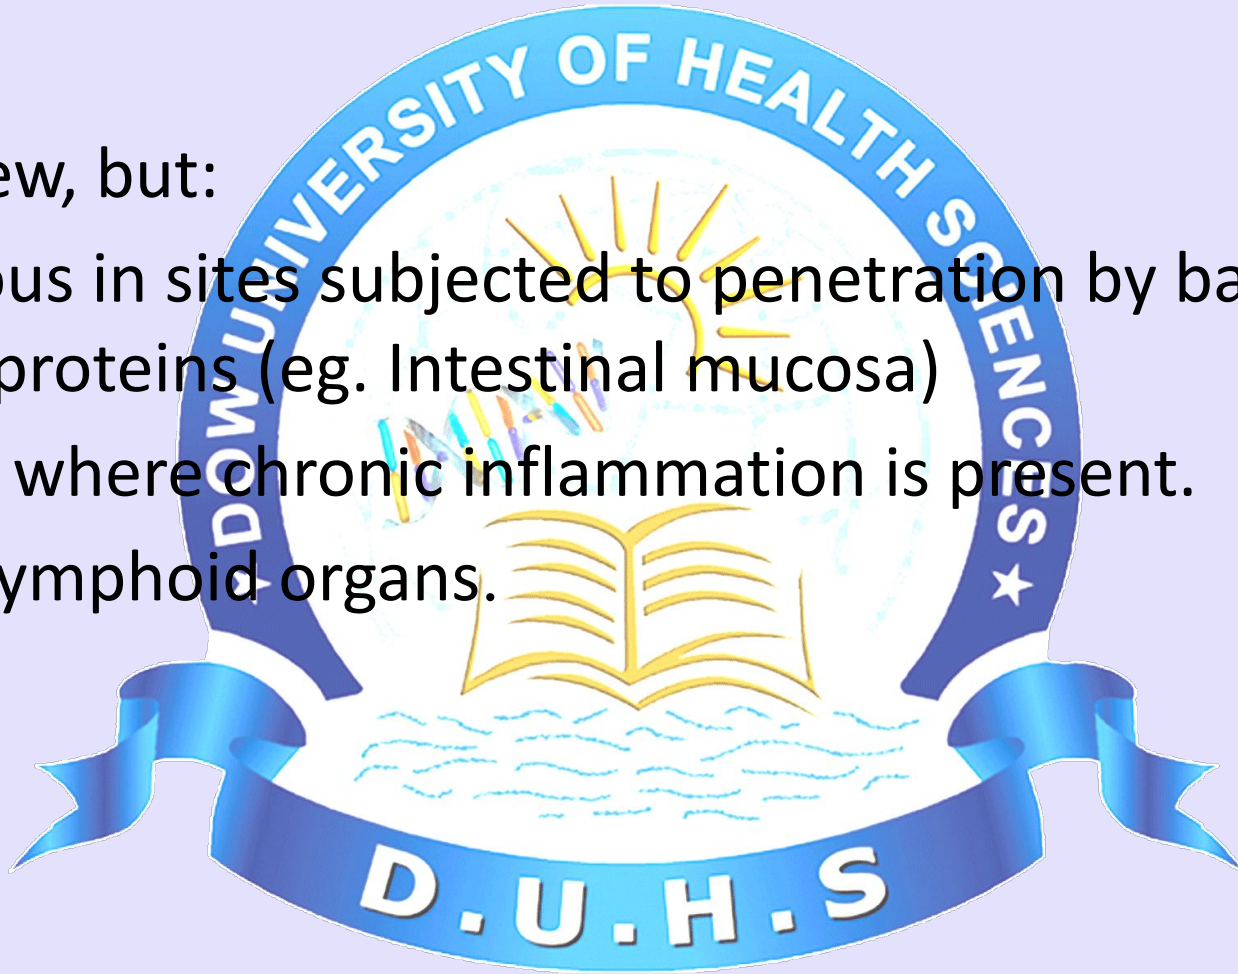 DOW UNIVERSITY OF HEALTH SCIENCES
ew, but:
ous in sites subjected to penetration by ba
proteins (eg. Intestinal mucosa)
where chronic inflammation is present.
ymphoid organs.
D.U.H.S